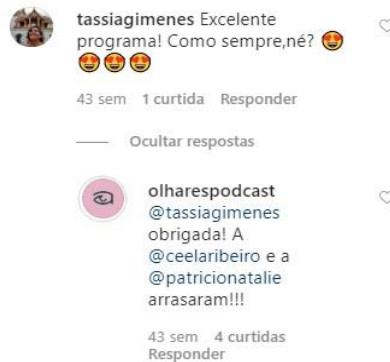 tassiagimenes Excelente
programa! Como sempre,né? 😍
😍😍😍
43 sem 1 curtida Responder
Ocultar respostas
olharespodcast
@tassiagimenes
obrigada! A
@ceelaribeiro e a
@patricionatalie
arrasaram!!!
43 sem 4 curtidas
Responder